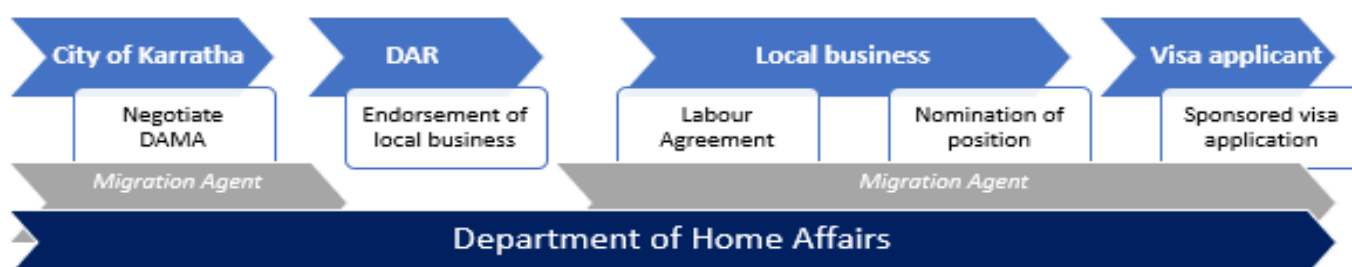 City of Karratha
DAR
Local business
Visa applicant
Negotiate
DAMA
Endorsement of
local business
Labour
Agreement
Nomination of
position
Sponsored visa
application
Migration Agent
Migration Agent
Department of Home Affairs